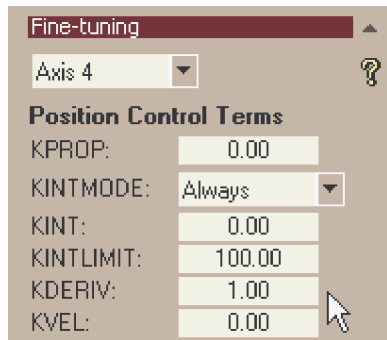 Fine-tuning
Axis 4
Position Control Terms
KPROP: 0.00
KINTMODE: Always
KINT: 0.00
KINTLIMIT: 100.00
KDERIV: 1.00
KVEL: 0.00